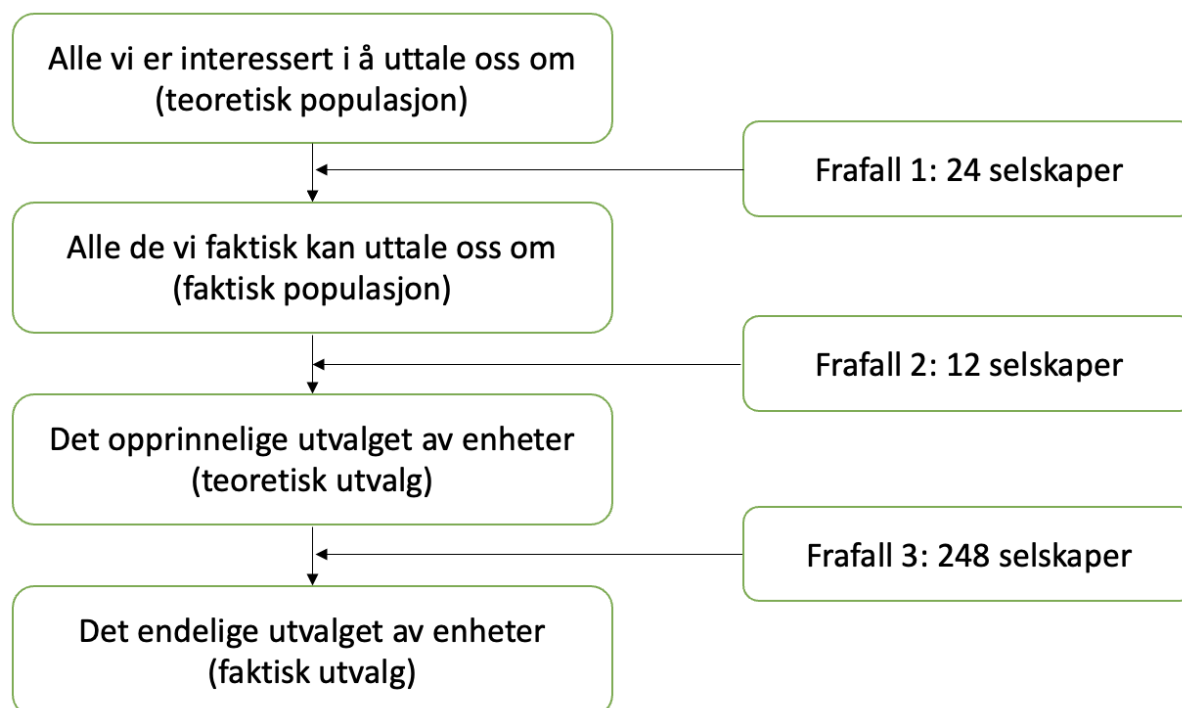 Alle vi er interessert i å uttale oss om
(teoretisk populasjon)
Frafall 1: 24 selskaper
Alle de vi faktisk kan uttale oss om
(faktisk populasjon)
Frafall 2: 12 selskaper
Det opprinnelige utvalget av enheter
(teoretisk utvalg)
Frafall 3: 248 selskaper
Det endelige utvalget av enheter
(faktisk utvalg)